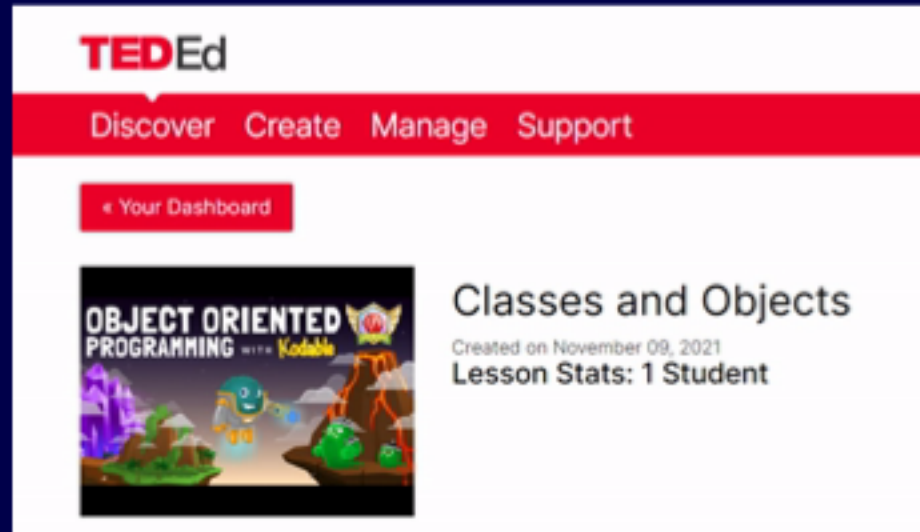 TEDEd
Discover Create Manage Support
« Your Dashboard
OBJECT ORIENTED
PROGRAMMING WITH Kodable
Classes and Objects
Created on November 09, 2021
Lesson Stats: 1 Student